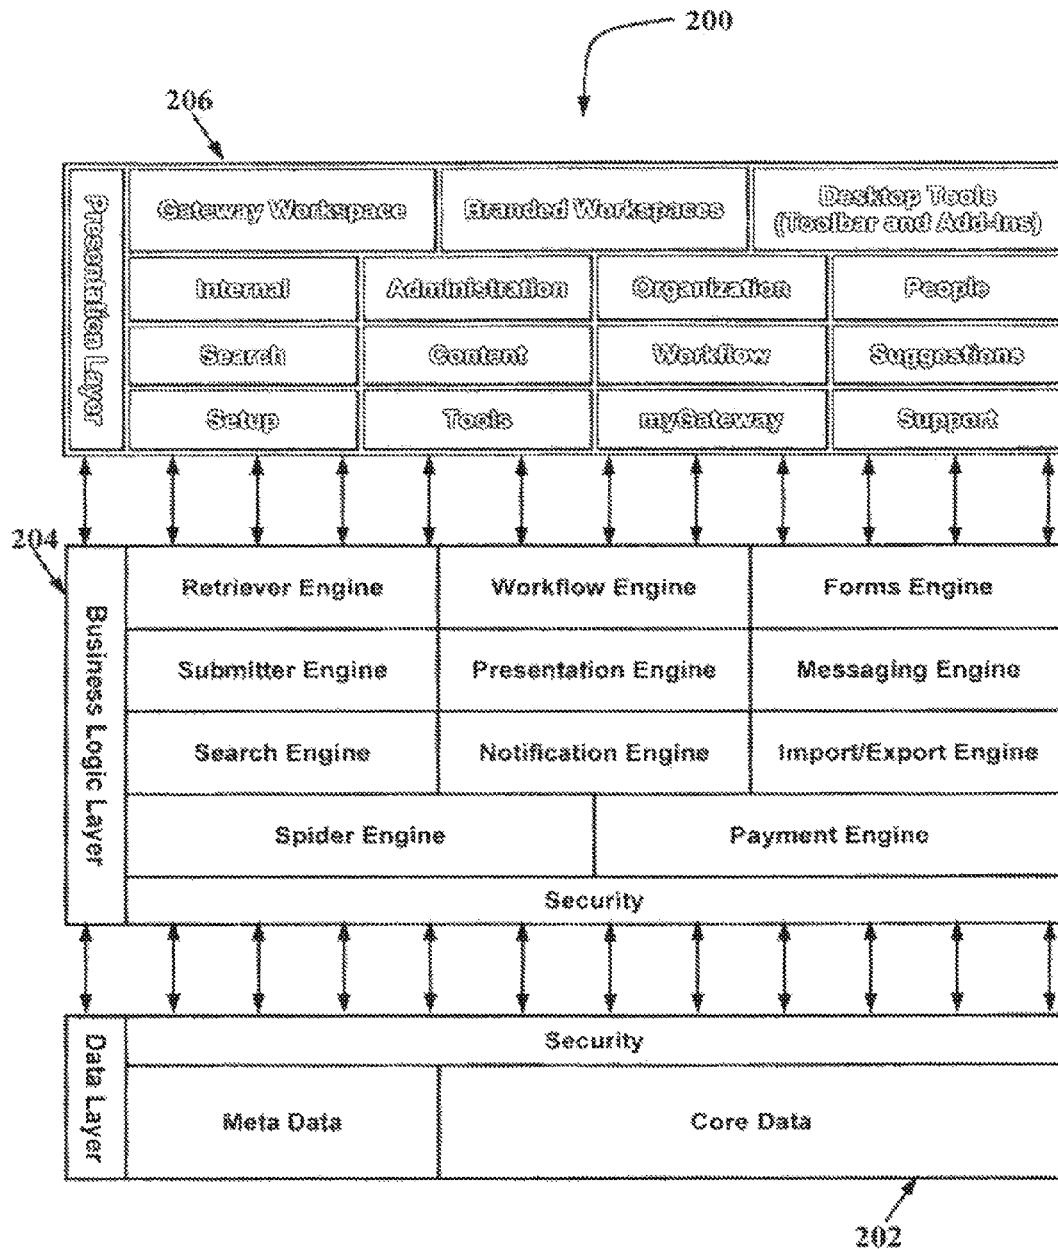 200
206
Presentation Layer
Gateway Workspace
Branded Workspaces
Desktop Tools
(Toolbar and Add-Ins)
Internal
Administration
Organization
People
Search
Content
Workflow
Suggestions
Setup
Tools
myGateway
Support
204
Business Logic Layer
Retriever Engine
Workflow Engine
Forms Engine
Submitter Engine
Presentation Engine
Messaging Engine
Search Engine
Notification Engine
Import/Export Engine
Spider Engine
Payment Engine
Security
Data Layer
Security
Meta Data
Core Data
202